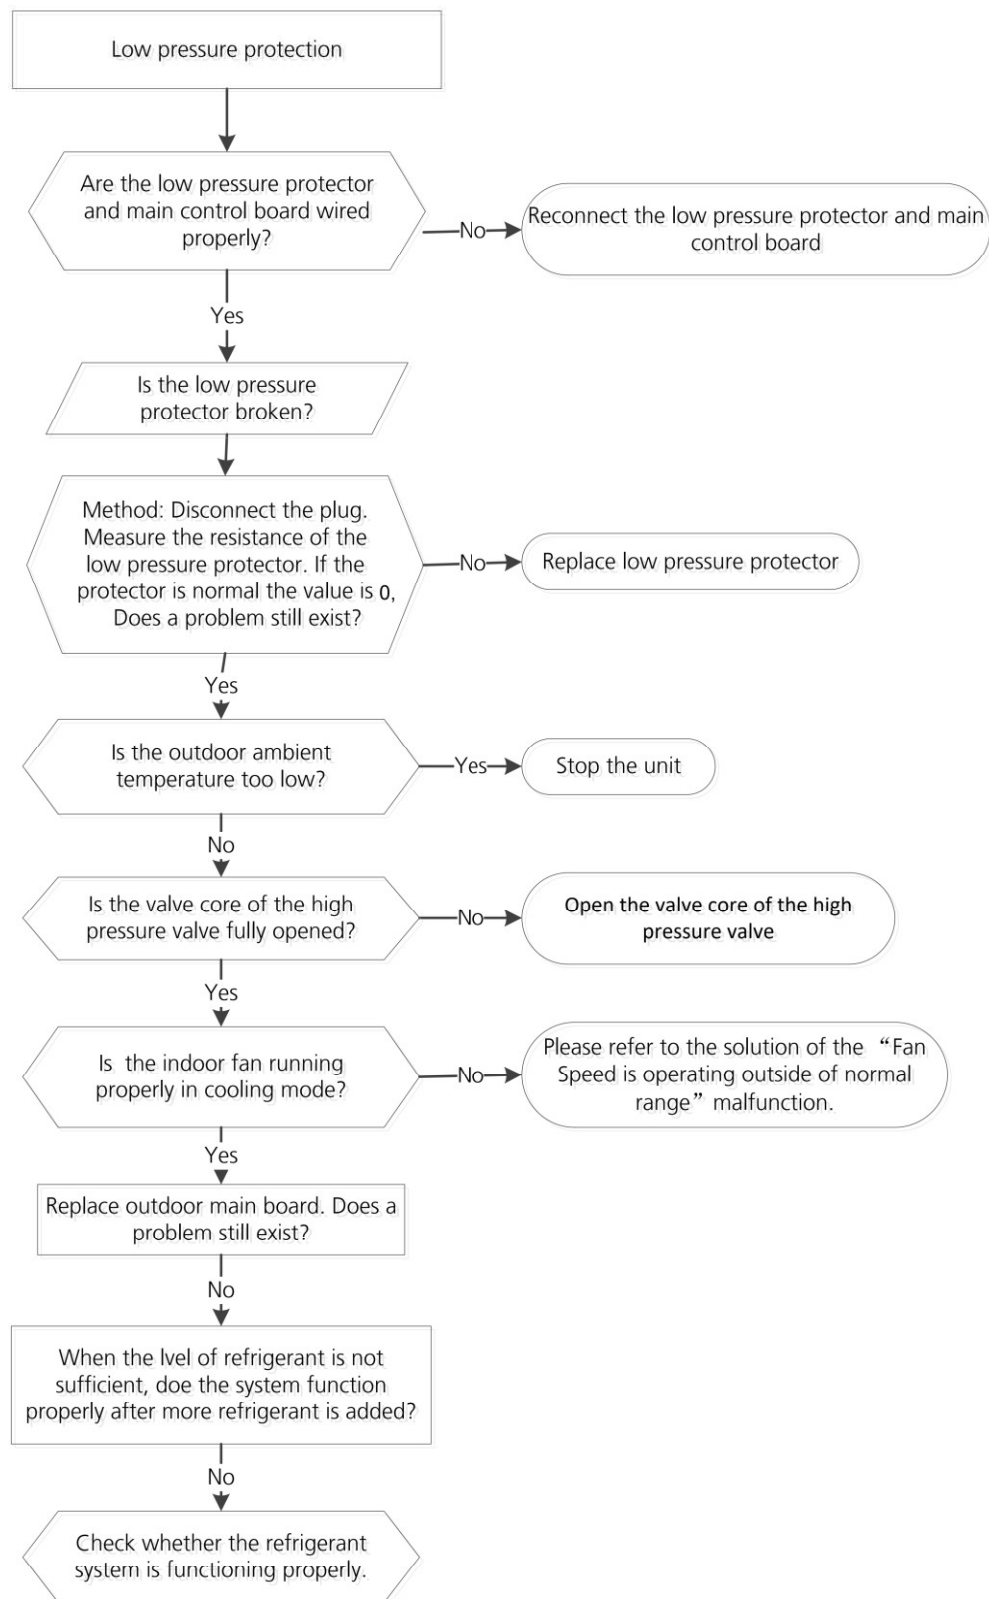 Low pressure protection
Are the low pressure protector
and main control board wired
properly?
No
Reconnect the low pressure protector and main
control board
Yes
Is the low pressure
protector broken?
Method: Disconnect the plug.
Measure the resistance of the
low pressure protector. If the
protector is normal the value is 0,
Does a problem still exist?
No
Replace low pressure protector
Yes
Is the outdoor ambient
temperature too low?
Yes
Stop the unit
No
Is the valve core of the high
pressure valve fully opened?
No
Open the valve core of the high
pressure valve
Yes
Is the indoor fan running
properly in cooling mode?
No
Please refer to the solution of the “Fan
Speed is operating outside of normal
range” malfunction.
Yes
Replace outdoor main board. Does a
problem still exist?
No
When the lvel of refrigerant is not
sufficient, doe the system function
properly after more refrigerant is added?
No
Check whether the refrigerant
system is functioning properly.